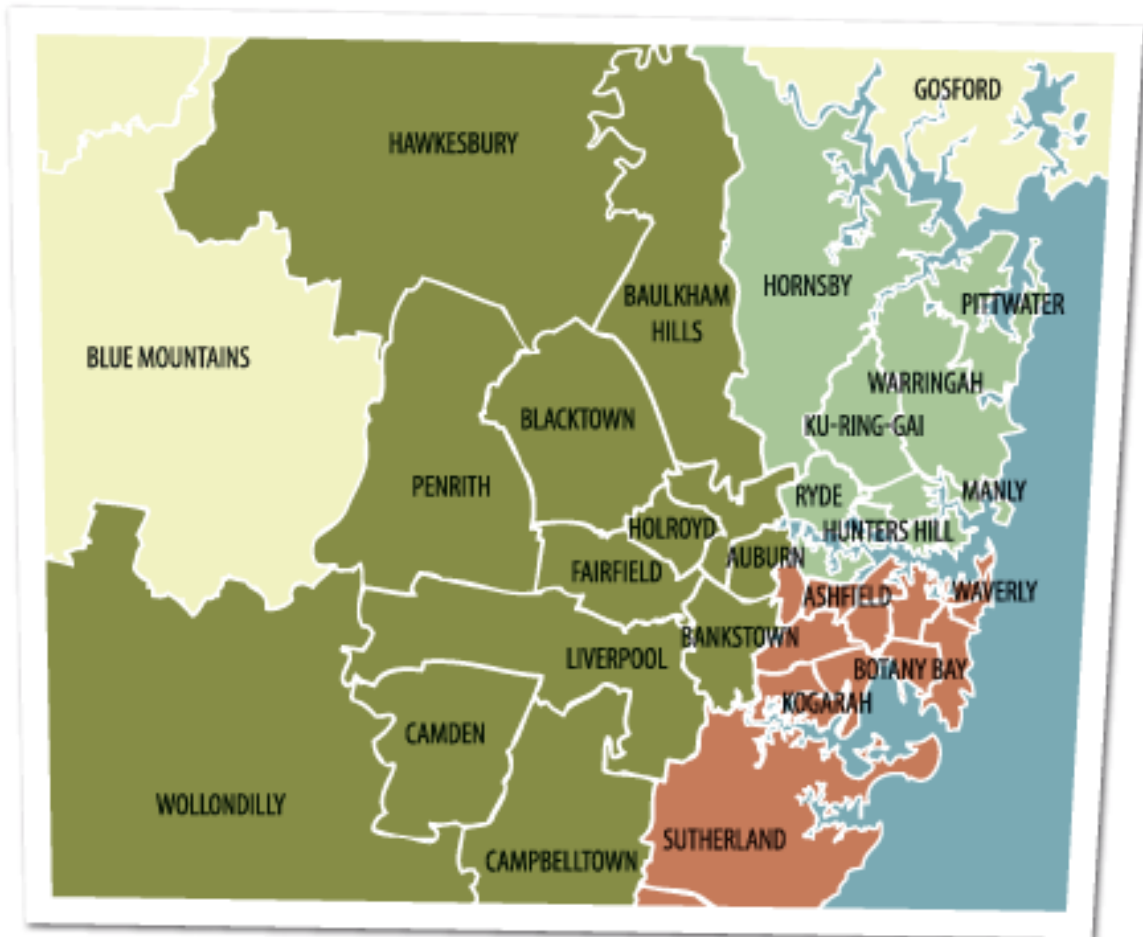 GOSFORD
HAWKESBURY
HORNSBY
BAULKHAM
HILLS
PITTWATER
BLUE MOUNTAINS
WARRINGAH
BLACKTOWN
KU-RING-GAI
PENRITH
RYDE
MANLY
HOLROYD
HUNTERS HILL
AUBURN
FAIRFIELD
ASHFIELD
WAVERLY
BANKSTOWN
LIVERPOOL
BOTANY BAY
KOGARAH
CAMDEN
WOLLONDILLY
SUTHERLAND
CAMPBELLTOWN